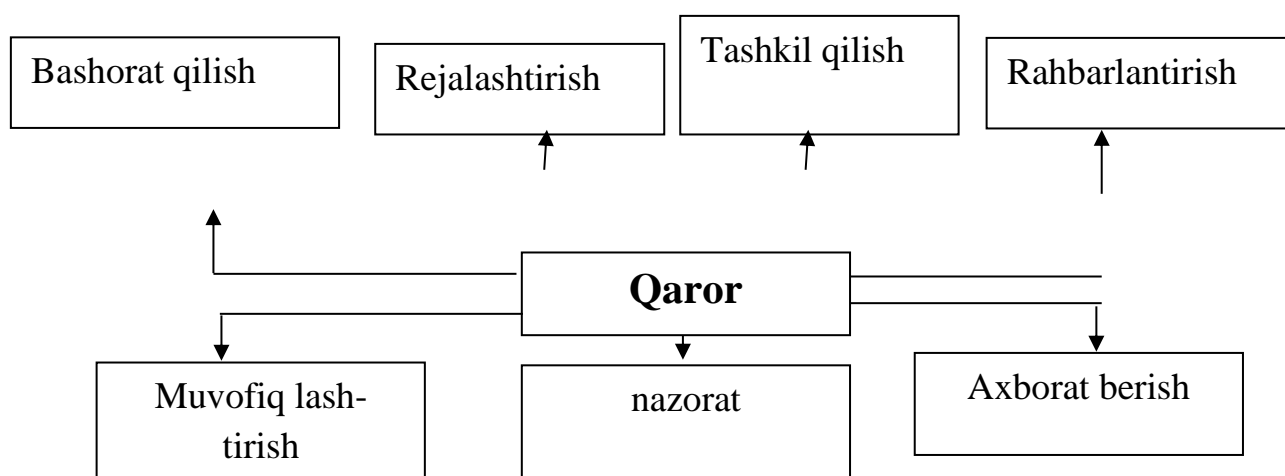 Bashorat qilish
Rejalashtirish
Tashkil qilish
Rahbarlantirish
Qaror
Muvofiq lash-
tirish
nazorat
Axborat berish